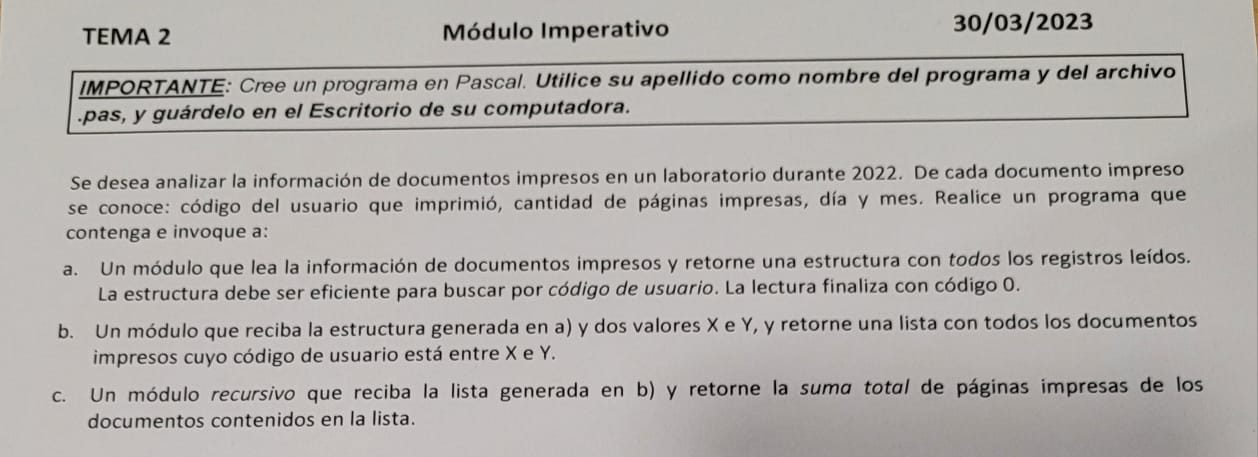 TEMA 2 Módulo Imperativo 30/03/2023
IMPORTANTE: Cree un programa en Pascal. Utilice su apellido como nombre del programa y del archivo
.pas, y guárdelo en el Escritorio de su computadora.
Se desea analizar la información de documentos impresos en un laboratorio durante 2022. De cada documento impreso
se conoce: código del usuario que imprimió, cantidad de páginas impresas, día y mes. Realice un programa que
contenga e invoque a:
a. Un módulo que lea la información de documentos impresos y retorne una estructura con todos los registros leídos.
La estructura debe ser eficiente para buscar por código de usuario. La lectura finaliza con código 0.
b. Un módulo que reciba la estructura generada en a) y dos valores X e Y, y retorne una lista con todos los documentos
impresos cuyo código de usuario está entre X e Y.
c. Un módulo recursivo que reciba la lista generada en b) y retorne la suma total de páginas impresas de los
documentos contenidos en la lista.